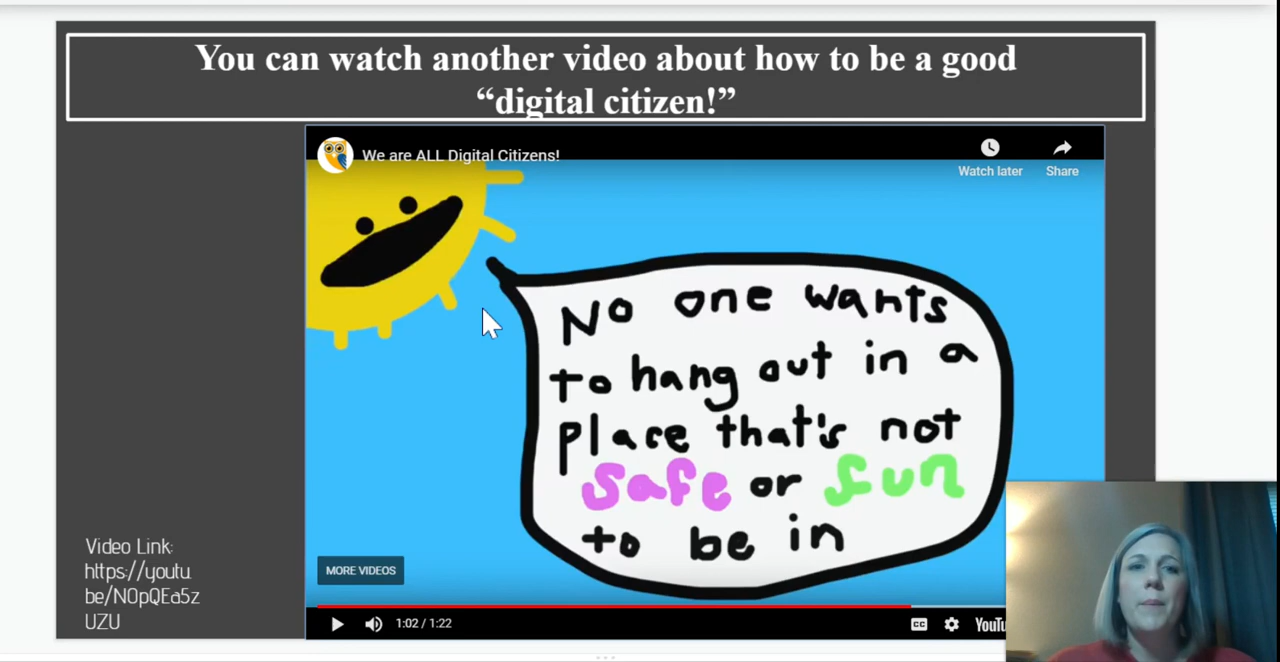 You can watch another video about how to be a good
“digital citizen!”
We are ALL Digital Citizens!
Watch later
Share
No one wants
to hang out in a
place that's not
safe or fun
to be in
MORE VIDEOS
Video Link:
https://youtu.
be/N0pQEa5z
UZU
1:02 / 1:22
CC